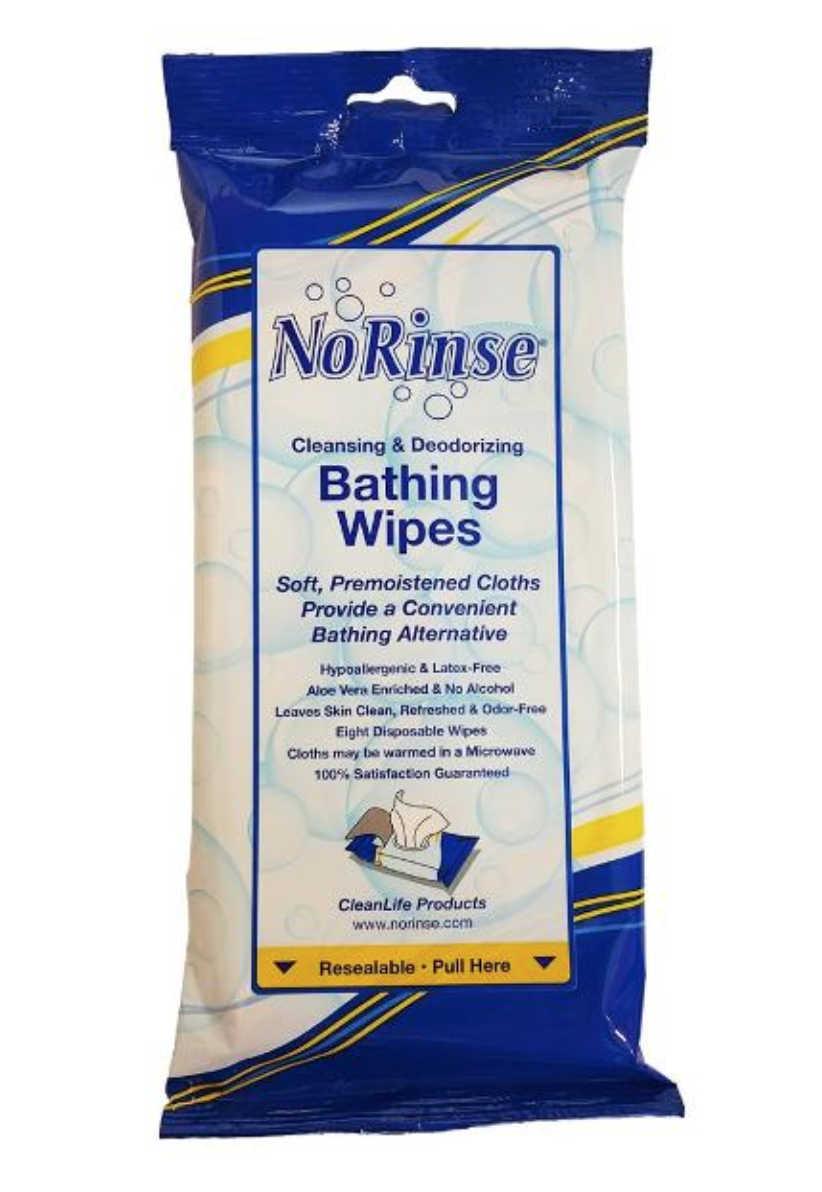 NoRinse®
Cleansing & Deodorizing
Bathing
Wipes
Soft, Premoistened Cloths
Provide a Convenient
Bathing Alternative
Hypoallergenic & Latex-Free
Aloe Vera Enriched & No Alcohol
Leaves Skin Clean, Refreshed & Odor-Free
Eight Disposable Wipes
Cloths may be warmed in a Microwave
100% Satisfaction Guaranteed
CleanLife Products
www.norinse.com
Resealable · Pull Here